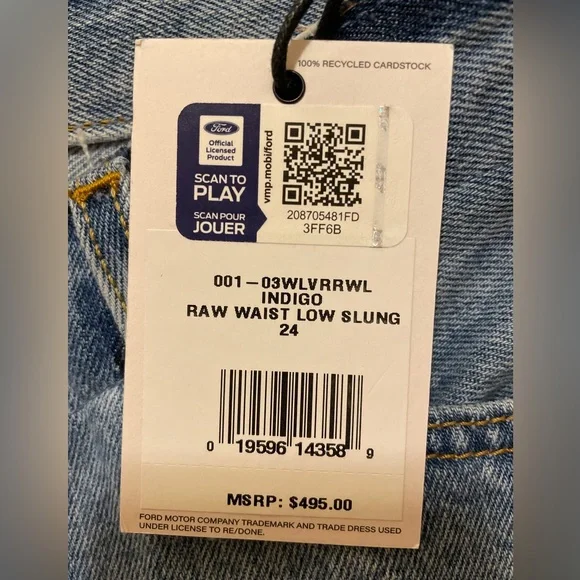 100% RECYCLED CARDSTOCK
Ford
Official
Licensed
Product
SCAN TO
PLAY
SCAN POUR
JOUER
vmp.mobi/ford
208705481FD
3FF6B
001-03WLVRRWL
INDIGO
RAW WAIST LOW SLUNG
24
0 19596 14358 9
MSRP: $495.00
FORD MOTOR COMPANY TRADEMARK AND TRADE DRESS USED
UNDER LICENSE TO RE/DONE.